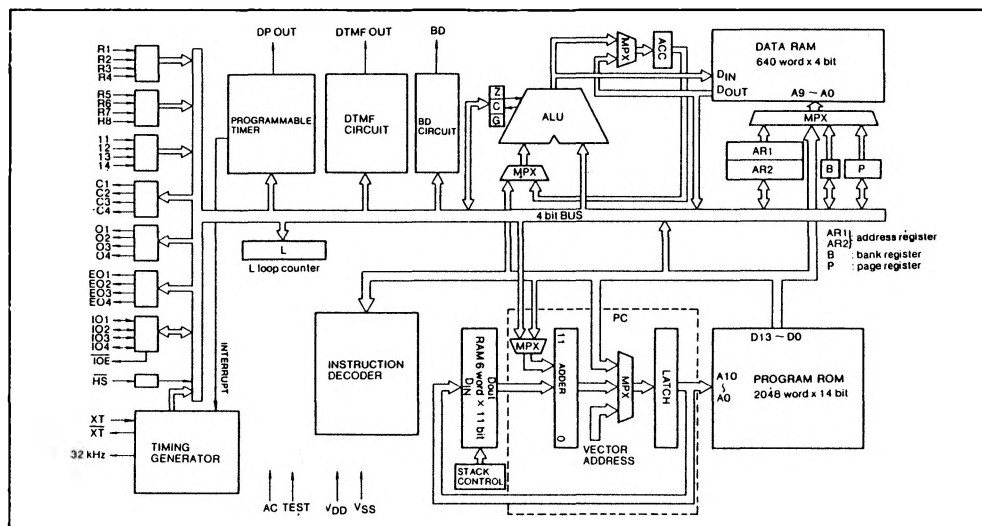 R1
R2
R3
R4
R5
R6
R7
H8
11
12
13
14
C1
C2
C3
C4
O1
O2
O3
O4
EO1
EO2
EO3
EO4
IO1
IO2
IO3
IO4
IOE
HS
XT
XT
32 kHz
TIMING
GENERATOR
INTERRUPT
DP OUT
DTMF OUT
BD
PROGRAMMABLE
TIMER
DTMF
CIRCUIT
BD
CIRCUIT
Z
C
G
ALU
MPX
MPX
ACC
DATA RAM
640 word x 4 bit
DIN
DOUT
A9 ~ A0
MPX
AR1
AR2
B
P
4 bit BUS
AR1
AR2
: address register
B : bank register
P : page register
L
L loop counter
INSTRUCTION
DECODER
AC
TEST
VDD
VSS
RAM 6 word × 11 bit
DIN
Dout
STACK
CONTROL
MPX
PC
11
ADDER
0
MPX
LATCH
VECTOR
ADDRESS
D13 ~ D0
A10
~
A0
PROGRAM ROM
2048 word x 14 bit